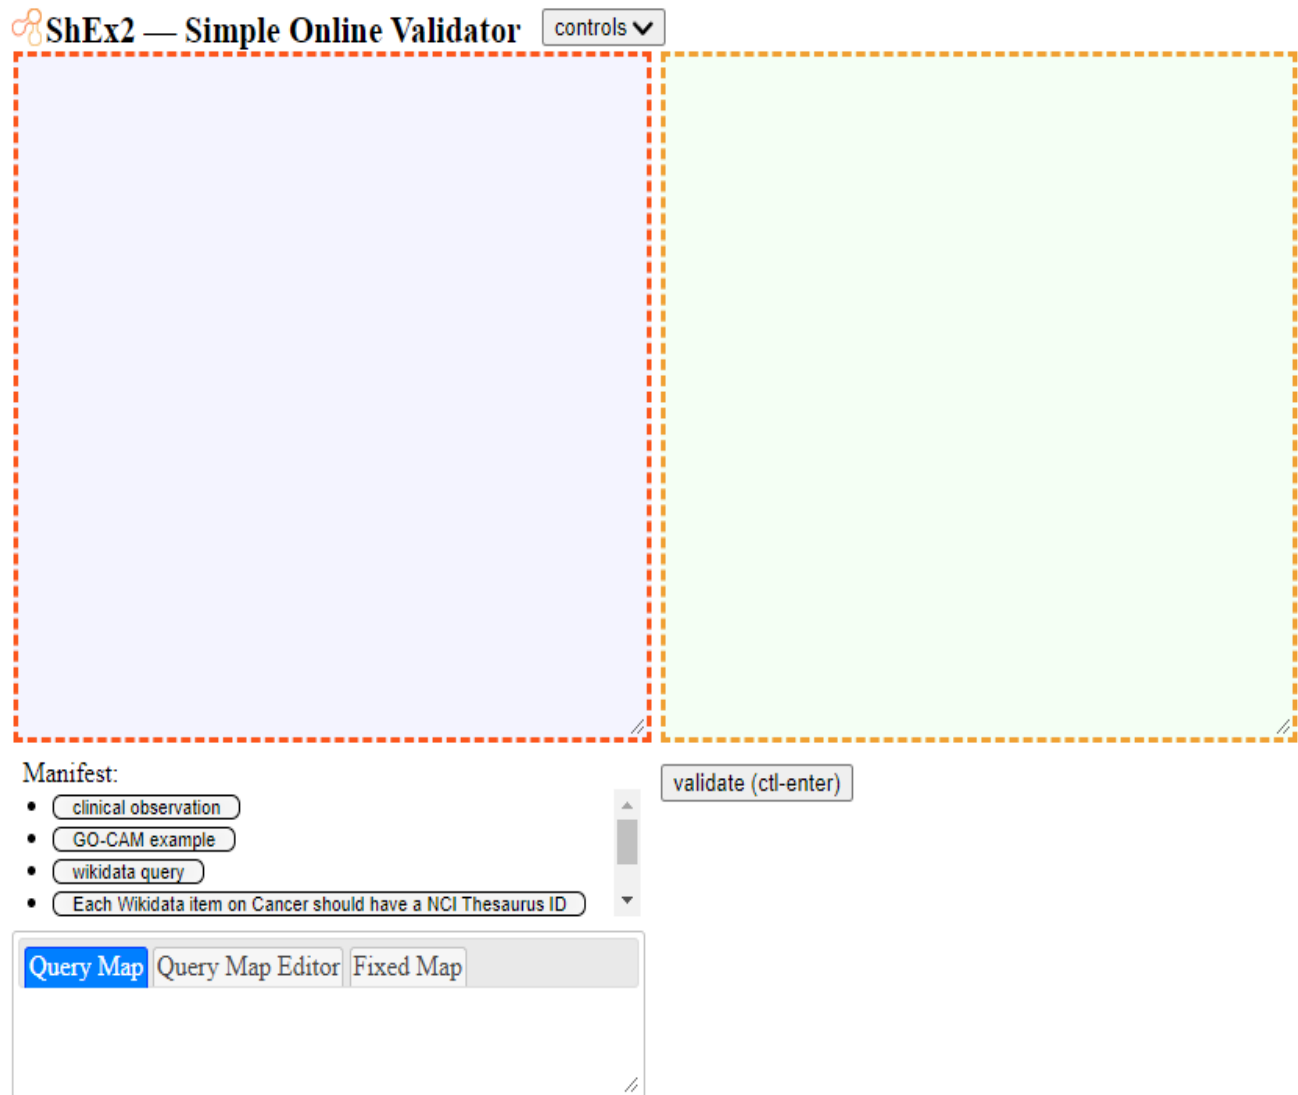 ShEx2 — Simple Online Validator controls
Manifest:
validate (ctl-enter)
clinical observation
GO-CAM example
wikidata query
Each Wikidata item on Cancer should have a NCI Thesaurus ID
Query Map Query Map Editor Fixed Map